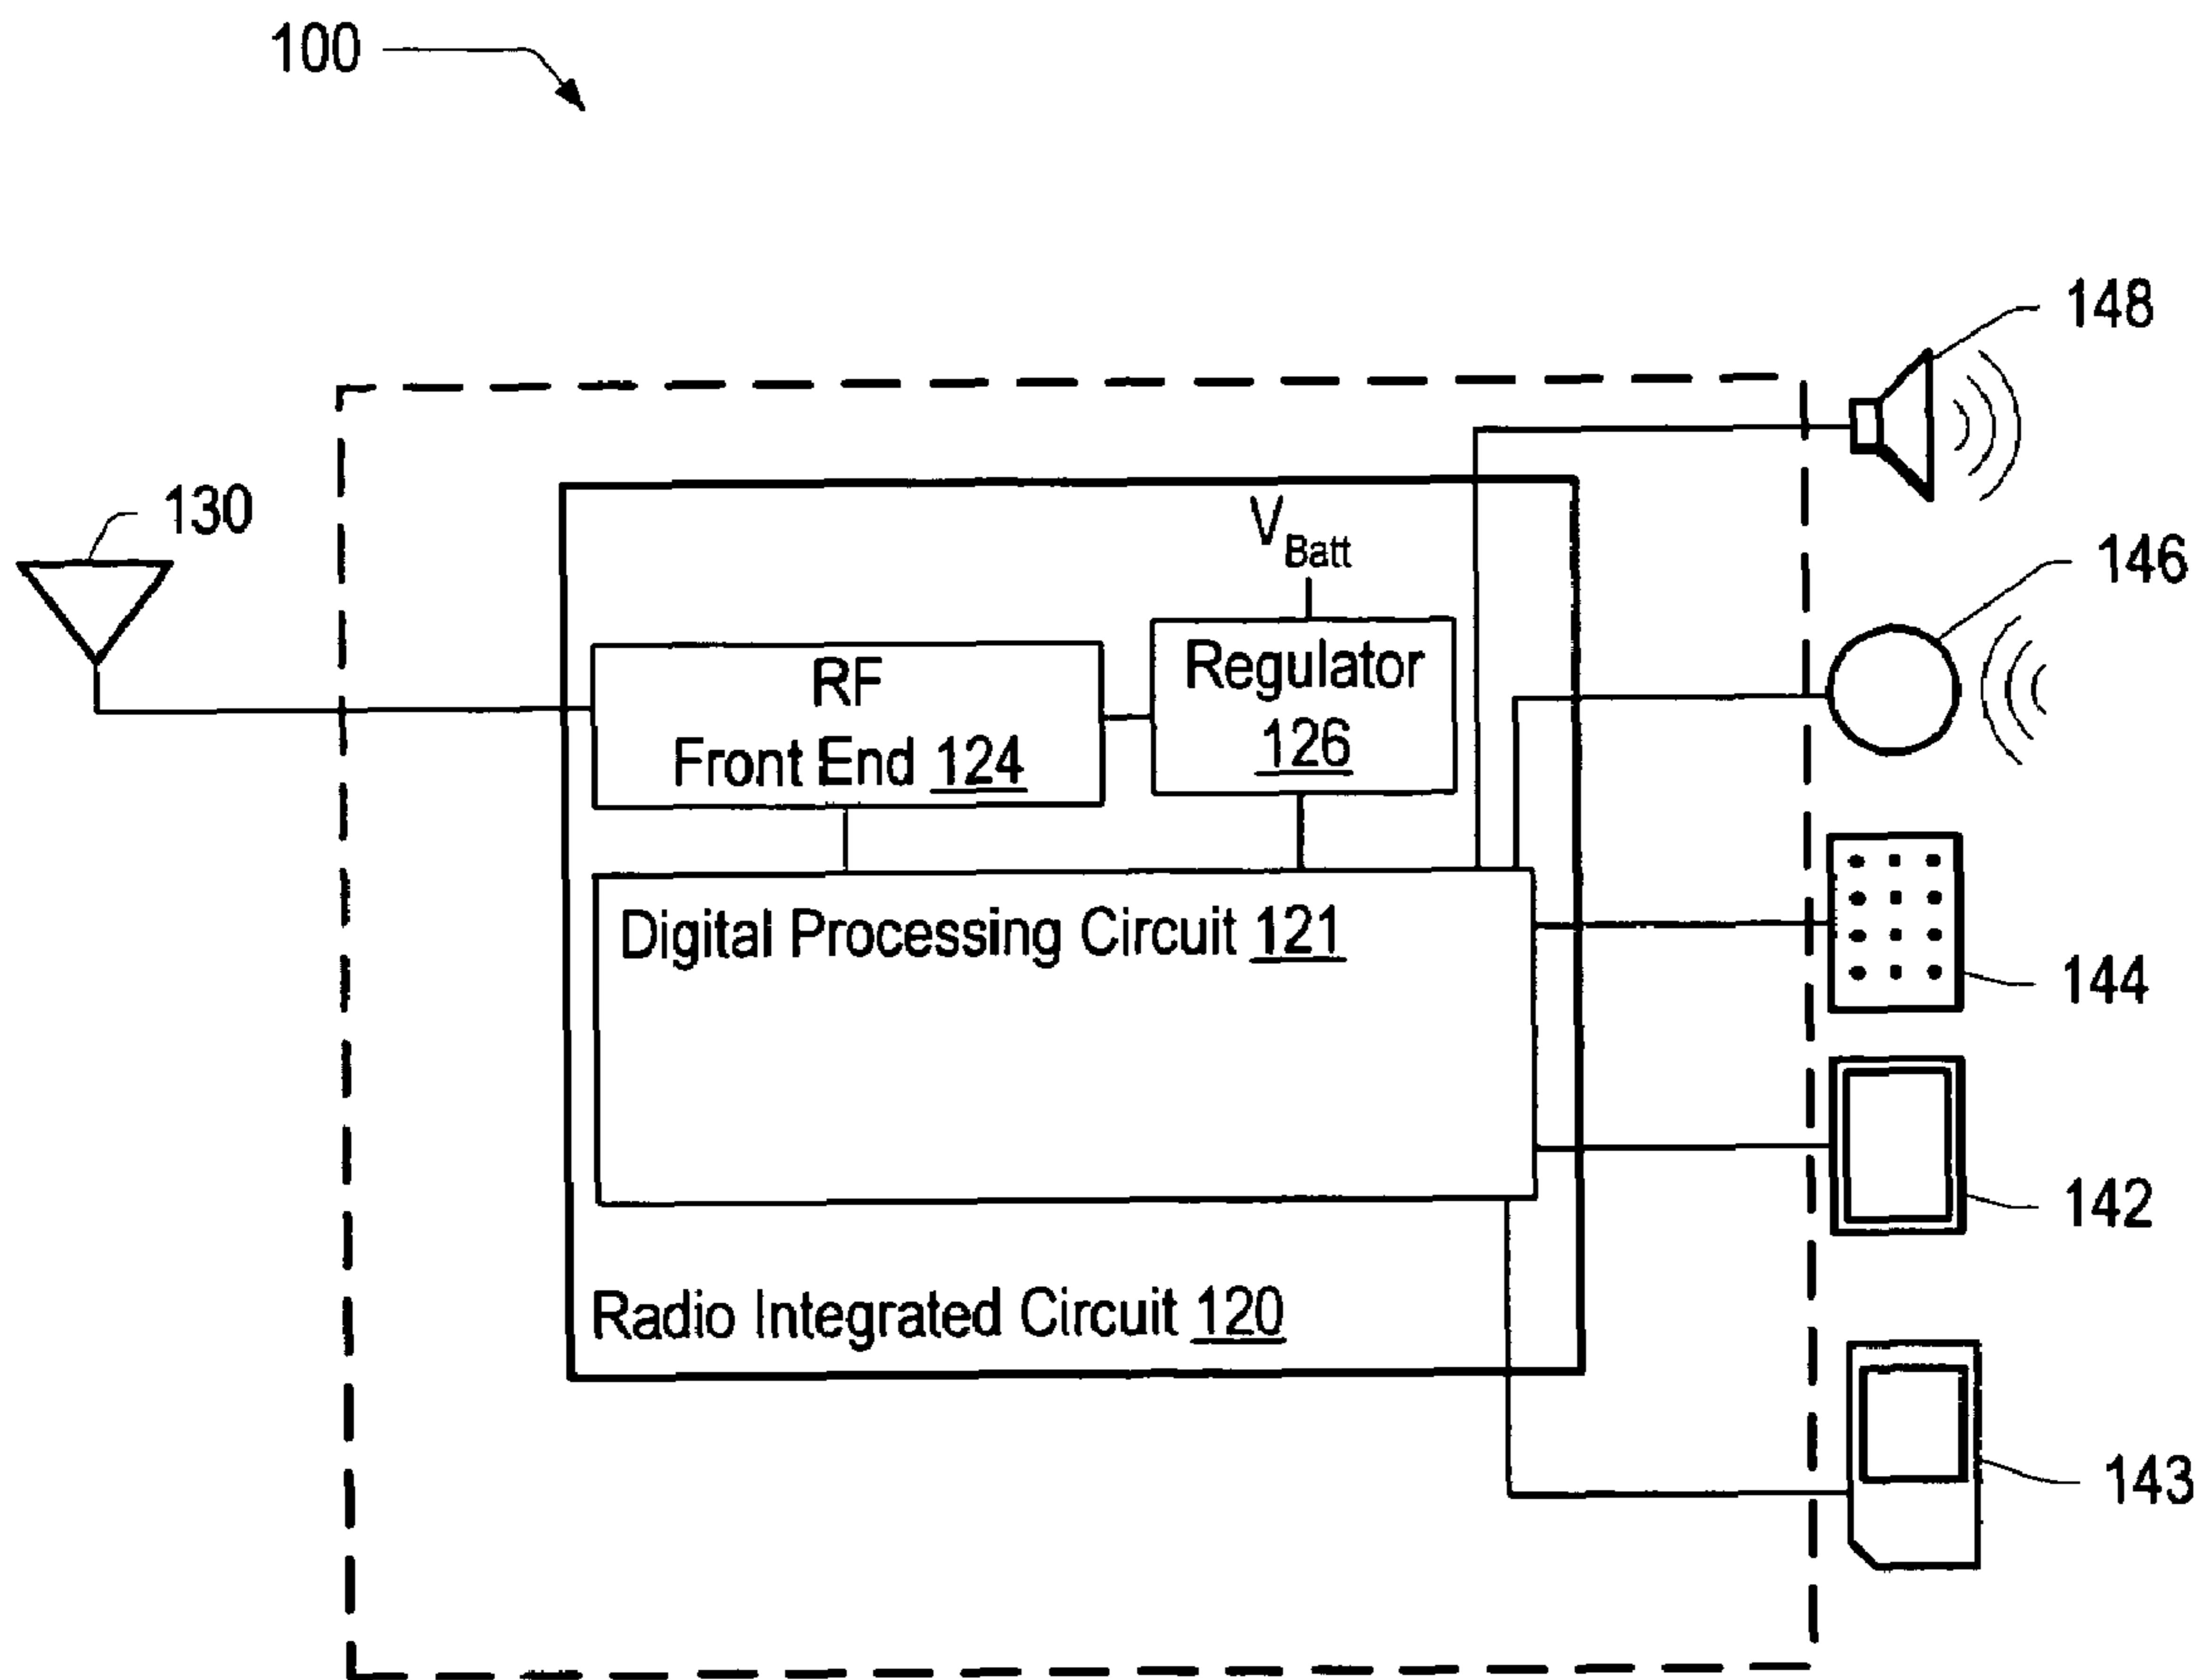 100
148
130
V Batt
146
RF
Front End 124
Regulator
126
Digital Processing Circuit 121
144
142
Radio Integrated Circuit 120
143